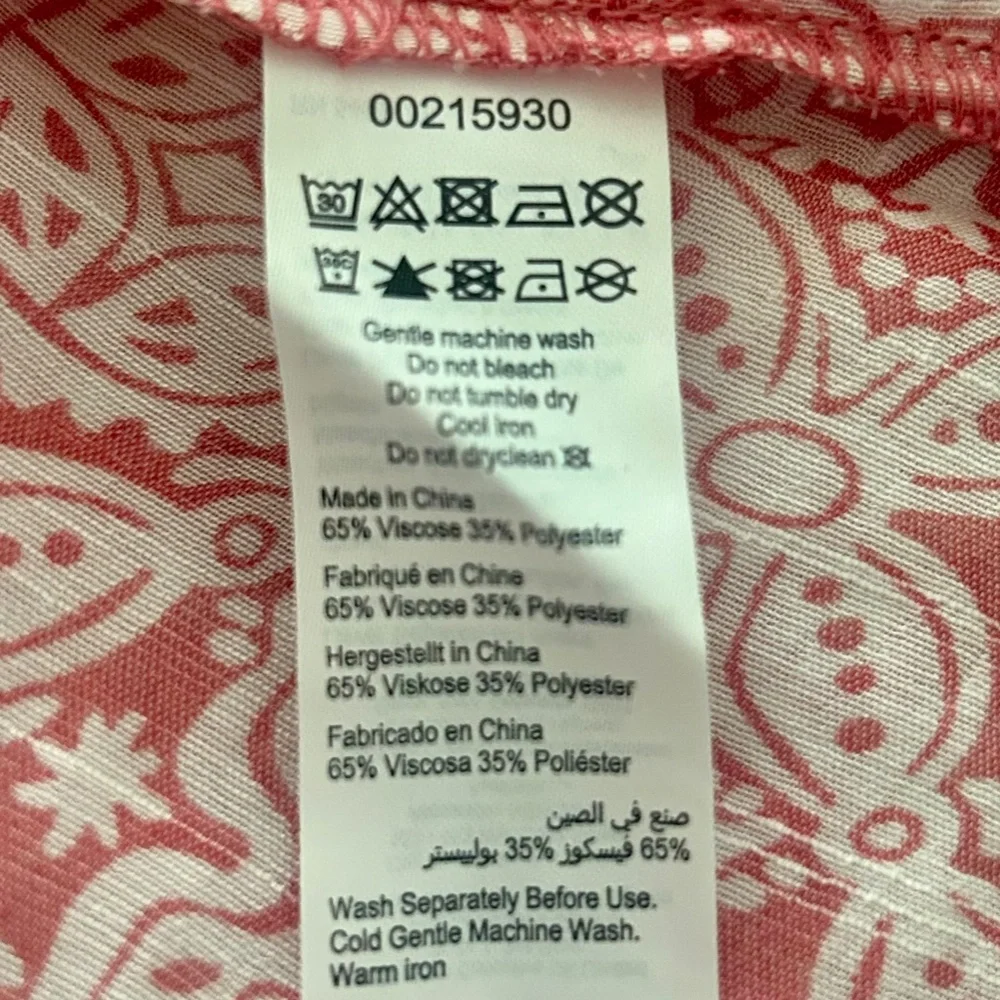 00215930
30
30C
Gentle machine wash
Do not bleach
Do not tumble dry
Cool iron
Do not dryclean
Made in China
65% Viscose 35% Polyester
Fabriqué en China
65% Viscose 35% Polyester
Hergestellt in China
65% Viskose 35% Polyester
Fabricado en China
65% Viscosa 35% Poliéster
صنع في الصين
65% فيسكوز 35% بوليستر
Wash Separately Before Use.
Cold Gentle Machine Wash.
Warm iron